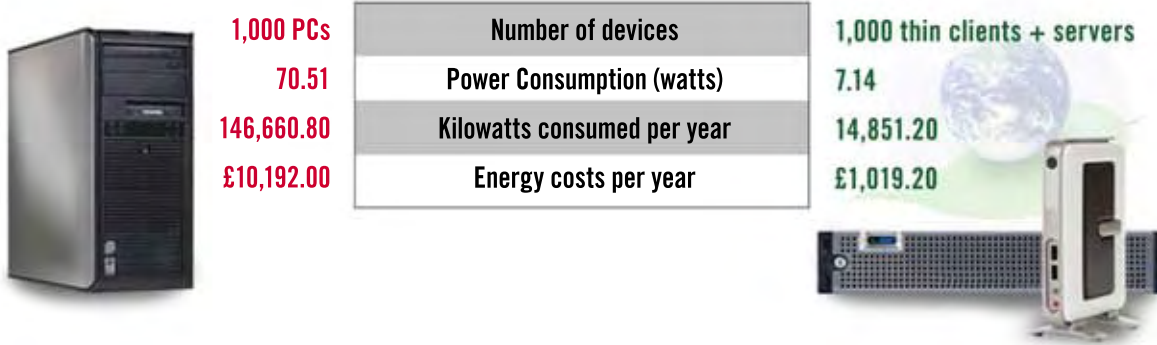 1,000 PCs Number of devices 1,000 thin clients + servers
70.51 Power Consumption (watts) 7.14
146,660.80 Kilowatts consumed per year 14,851.20
£10,192.00 Energy costs per year £1,019.20